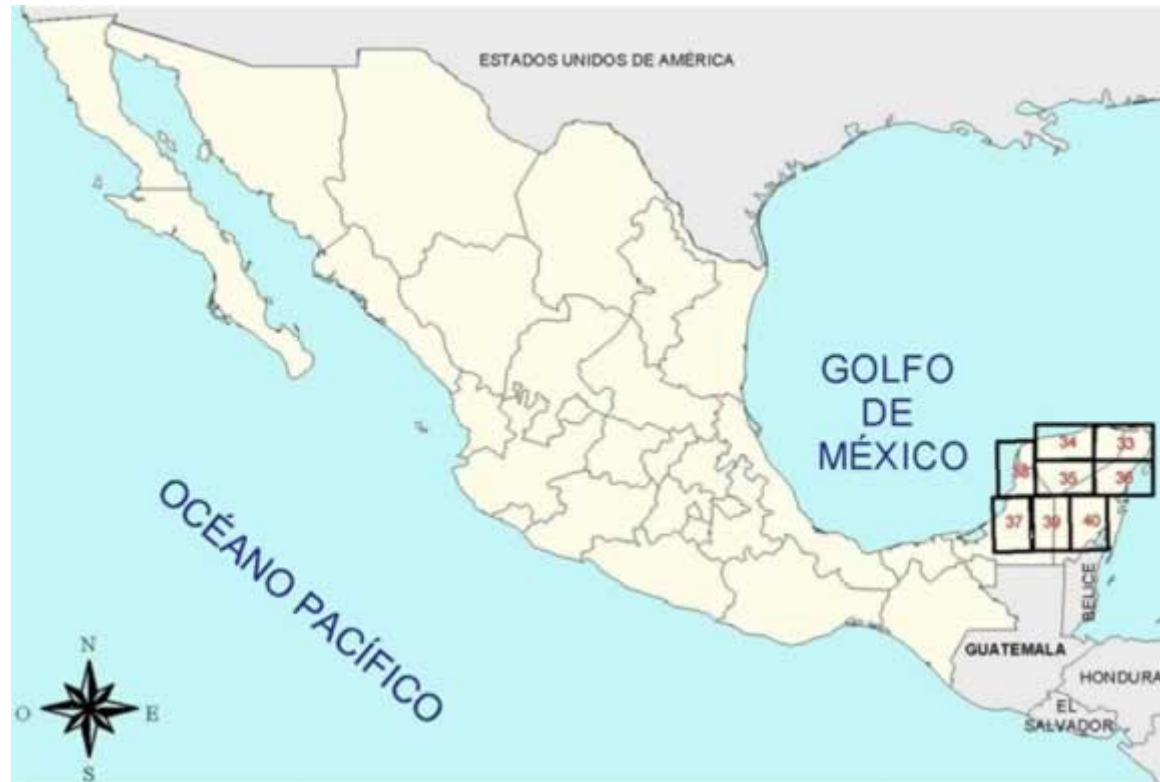 ESTADOS UNIDOS DE AMÉRICA
GOLFO
DE
MÉXICO
34
33
38
35
36
37
39
40
OCÉANO PACÍFICO
BELICE
GUATEMALA
HONDURA
EL
SALVADOR
N
O
E
S